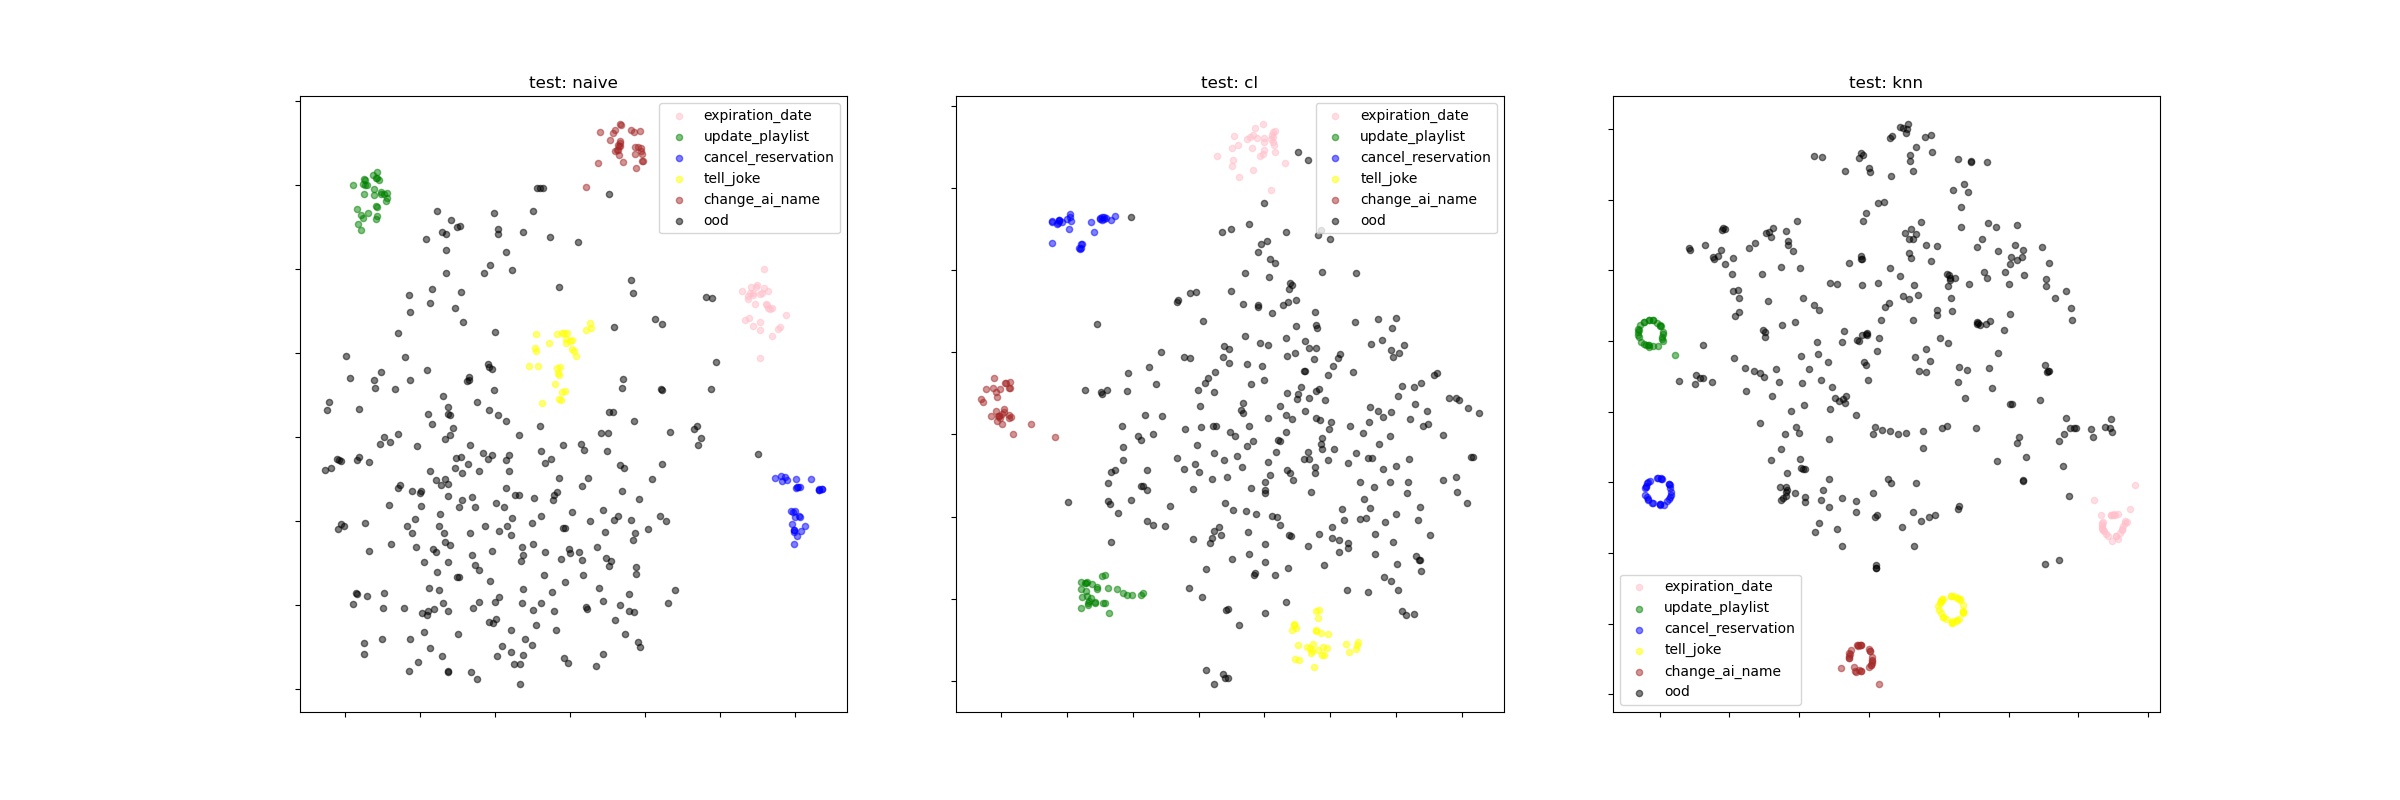 test: naive
expiration_date
update_playlist
cancel_reservation
tell_joke
change_ai_name
ood
test: cl
expiration_date
update_playlist
cancel_reservation
tell_joke
change_ai_name
ood
test: knn
expiration_date
update_playlist
cancel_reservation
tell_joke
change_ai_name
ood